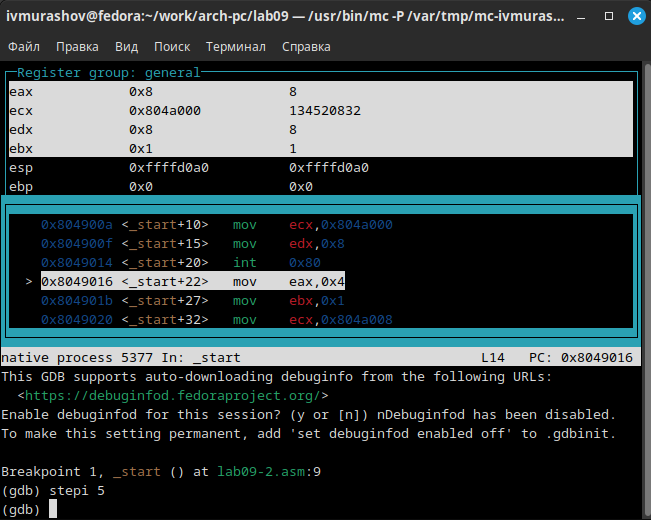 ivmurashov@fedora:~/work/arch-pc/lab09 — /usr/bin/mc -P /var/tmp/mc-ivmuras...
Файл Правка Вид Поиск Терминал Справка
Register group: general
eax 0x8 8
ecx 0x804a000 134520832
edx 0x8 8
ebx 0x1 1
esp 0xffffd0a0 0xffffd0a0
ebp 0x0 0x0
0x804900a <_start+10> mov ecx,0x804a000
0x804900f <_start+15> mov edx,0x8
0x8049014 <_start+20> int 0x80
> 0x8049016 <_start+22> mov eax,0x4
0x804901b <_start+27> mov ebx,0x1
0x8049020 <_start+32> mov ecx,0x804a008
native process 5377 In: _start L14 PC: 0x8049016
This GDB supports auto-downloading debuginfo from the following URLs:
<https://debuginfod.fedoraproject.org/>
Enable debuginfod for this session? (y or [n]) nDebuginfod has been disabled.
To make this setting permanent, add 'set debuginfod enabled off' to .gdbinit.
Breakpoint 1, _start () at lab09-2.asm:9
(gdb) stepi 5
(gdb)